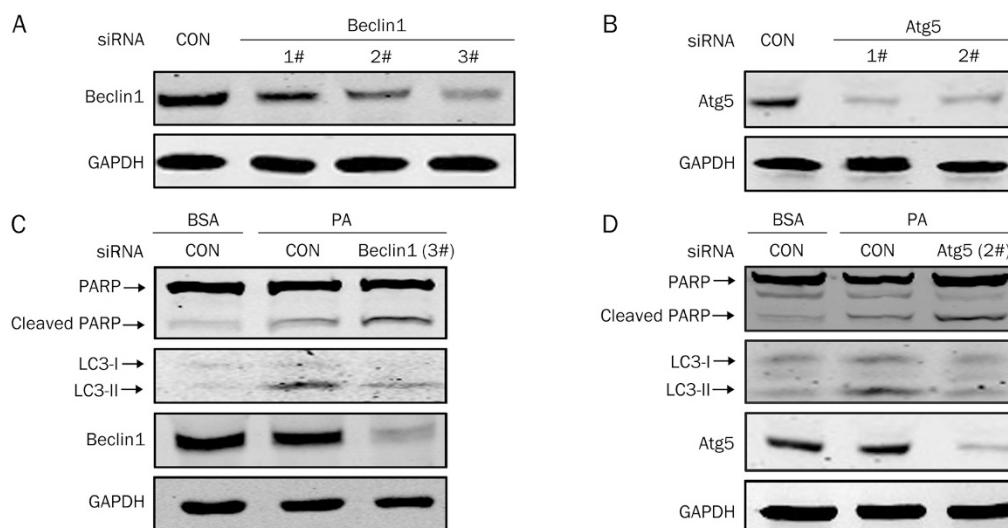 A
siRNA CON Beclin1
1# 2# 3#
Beclin1
GAPDH
B
siRNA CON Atg5
1# 2#
Atg5
GAPDH
C
BSA PA
siRNA CON CON Beclin1 (3#)
PARP
Cleaved PARP
LC3-I
LC3-II
Beclin1
GAPDH
D
BSA PA
siRNA CON CON Atg5 (2#)
PARP
Cleaved PARP
LC3-I
LC3-II
Atg5
GAPDH